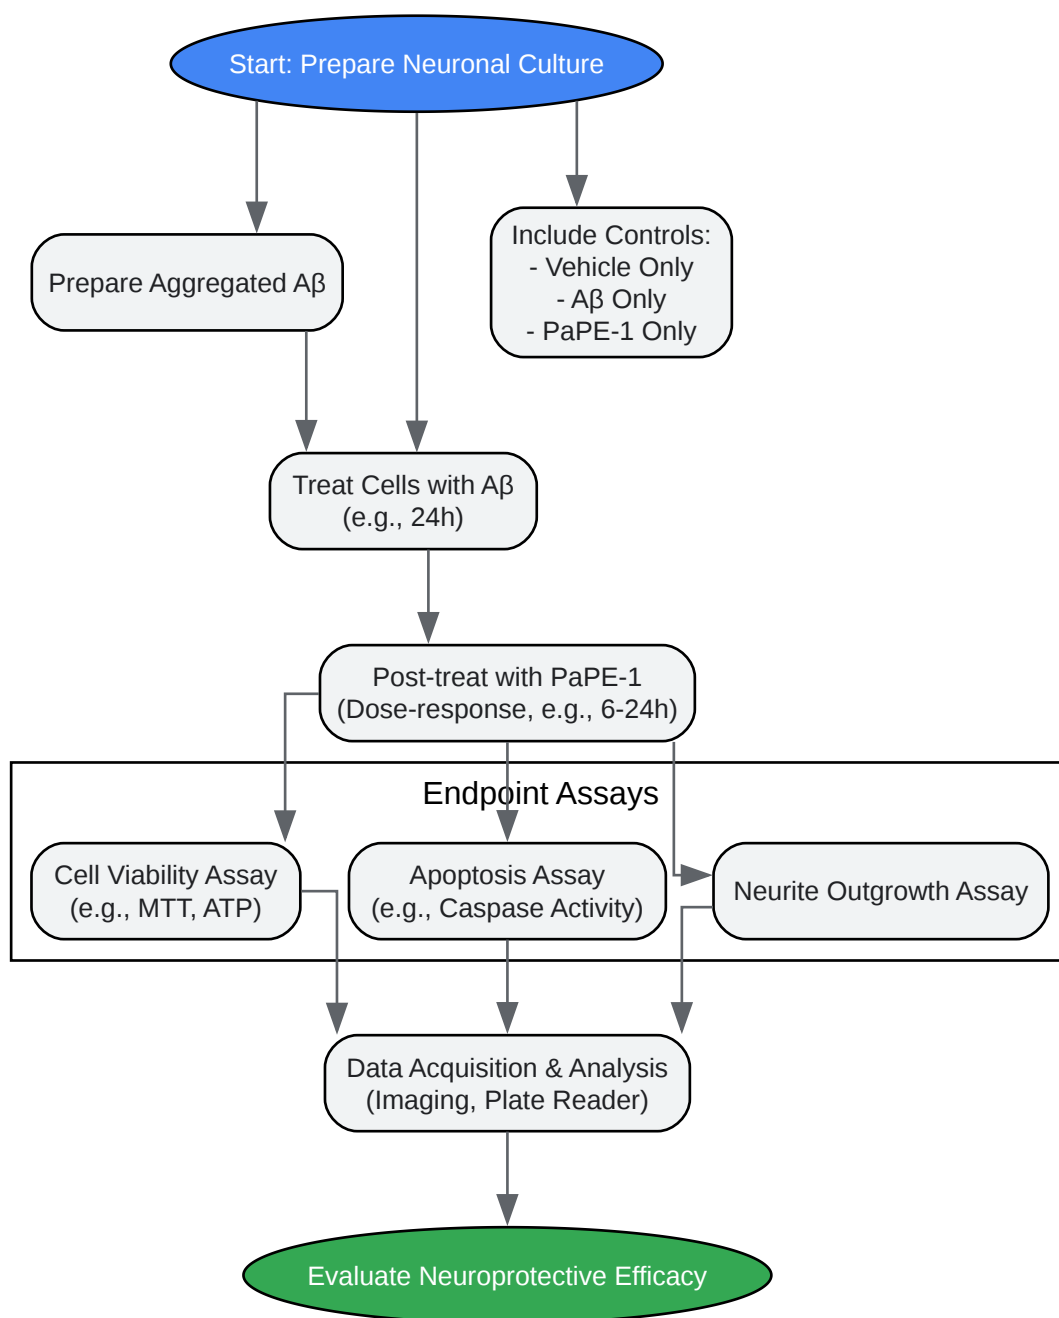 Start: Prepare Neuronal Culture
Include Controls:
- Vehicle Only
- Aβ Only
- PaPE-1 Only
Prepare Aggregated Aβ
Treat Cells with Aβ
(e.g., 24h)
Post-treat with PaPE-1
(Dose-response, e.g., 6-24h)
Endpoint Assays
Cell Viability Assay
(e.g., MTT, ATP)
Apoptosis Assay
(e.g., Caspase Activity)
Neurite Outgrowth Assay
Data Acquisition & Analysis
(Imaging, Plate Reader)
Evaluate Neuroprotective Efficacy